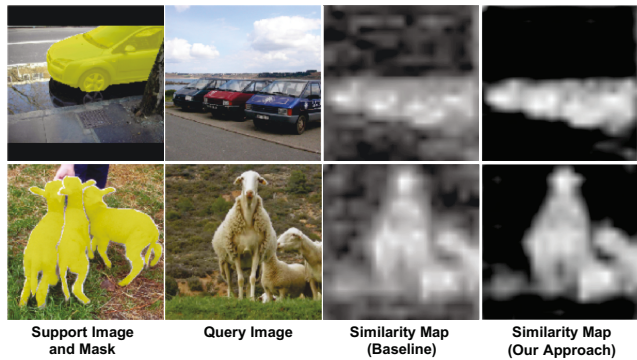 Support Image and Mask
Query Image
Similarity Map (Baseline)
Similarity Map (Our Approach)